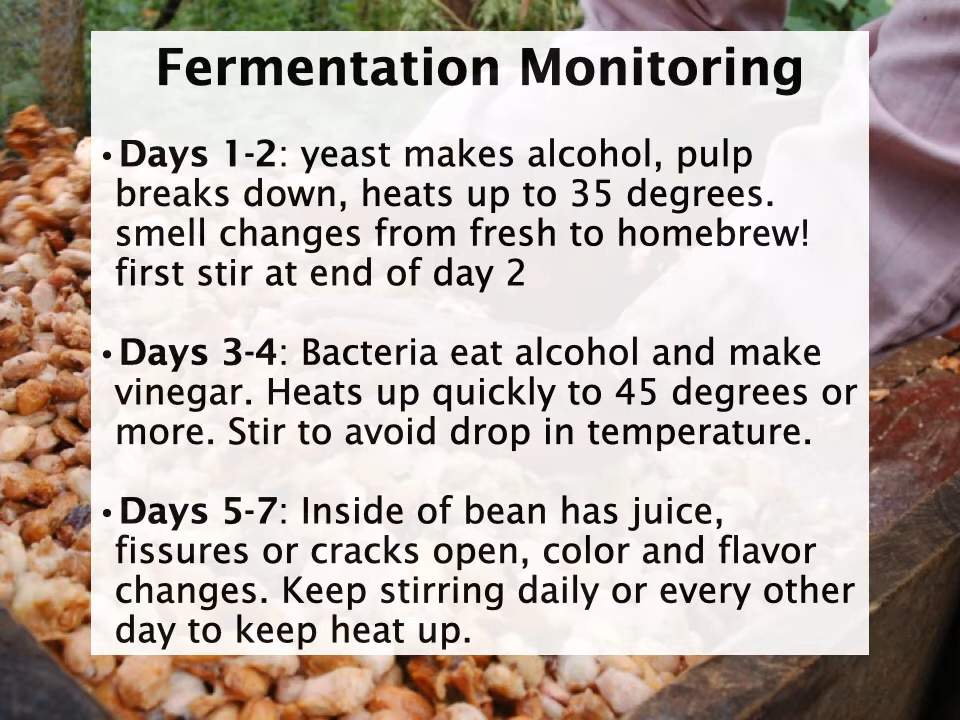 Fermentation Monitoring
•Days 1-2: yeast makes alcohol, pulp
breaks down, heats up to 35 degrees.
smell changes from fresh to homebrew!
first stir at end of day 2
•Days 3-4: Bacteria eat alcohol and make
vinegar. Heats up quickly to 45 degrees or
more. Stir to avoid drop in temperature.
•Days 5-7: Inside of bean has juice,
fissures or cracks open, color and flavor
changes. Keep stirring daily or every other
day to keep heat up.